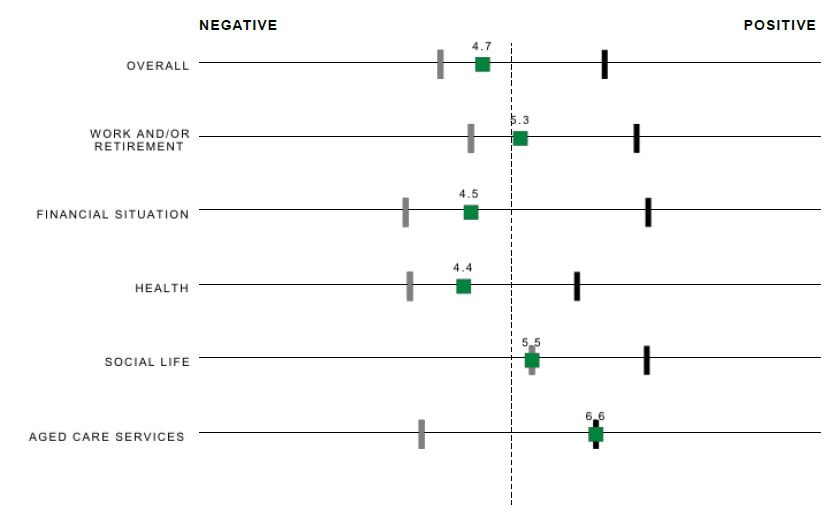 NEGATIVE POSITIVE
4.7
OVERALL
5.3
WORK AND/OR
RETIREMENT
4.5
FINANCIAL SITUATION
4.4
HEALTH
5.5
SOCIAL LIFE
6.6
AGED CARE SERVICES